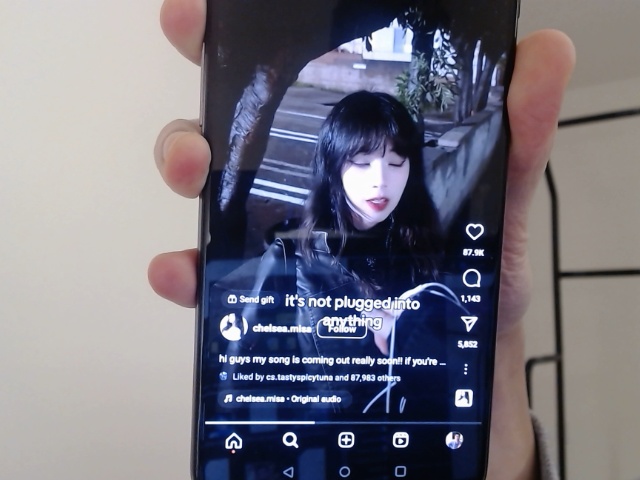 87.9K
1,143
Send gift
it's not plugged into
anything
chelsea.misa
Follow
5,852
hi guys my song is coming out really soon!! if you're ...
Liked by cs.tastyspicytuna and 87,983 others
chelsea.misa • Original audio